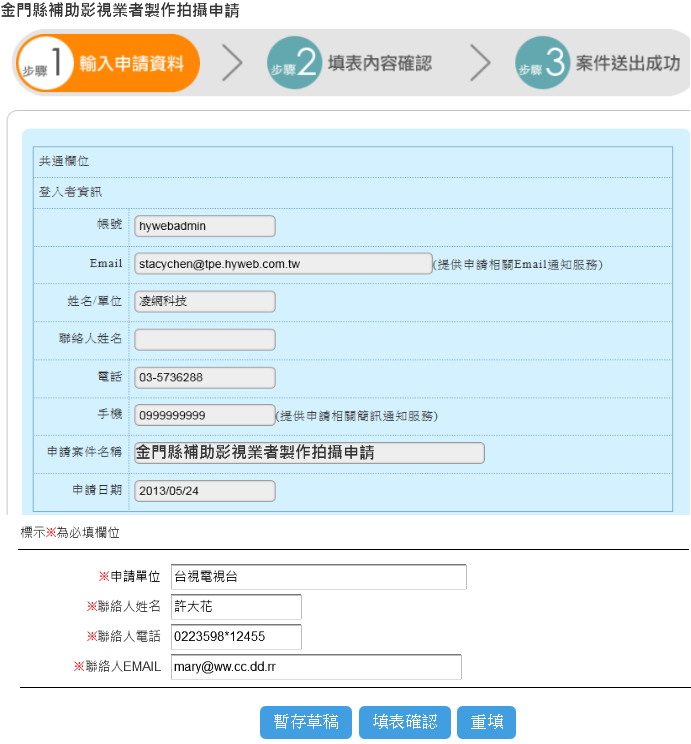 金門縣補助影視業者製作拍攝申請
步驟1 輸入申請資料 步驟2 填表內容確認 步驟3 案件送出成功
共通欄位
登入者資訊
帳號 hywebadmin
Email stacychen@tpe.hyweb.com.tw (提供申請相關Email通知服務)
姓名/單位 凌網科技
聯絡人姓名
電話 03-5736288
手機 0999999999 (提供申請相關簡訊通知服務)
申請案件名稱 金門縣補助影視業者製作拍攝申請
申請日期 2013/05/24
標示※為必填欄位
※申請單位 台視電視台
※聯絡人姓名 許大花
※聯絡人電話 0223598*12455
※聯絡人EMAIL mary@ww.cc.dd.rr
暫存草稿 填表確認 重填